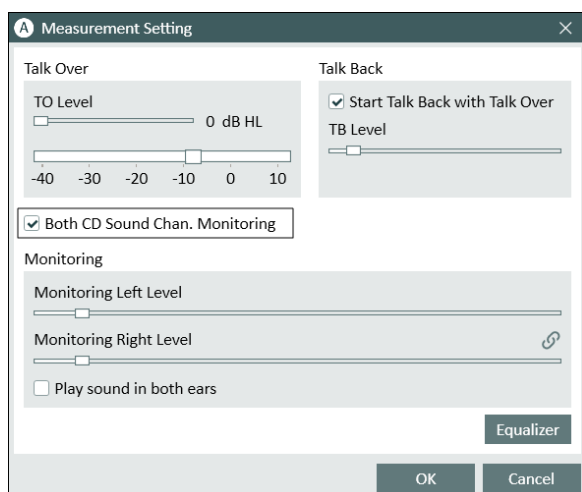 A Measurement Setting
Talk Over
TO Level
0 dB HL
-40 -30 -20 -10 0 10
Talk Back
Start Talk Back with Talk Over
TB Level
Both CD Sound Chan. Monitoring
Monitoring
Monitoring Left Level
Monitoring Right Level
Play sound in both ears
Equalizer
OK Cancel